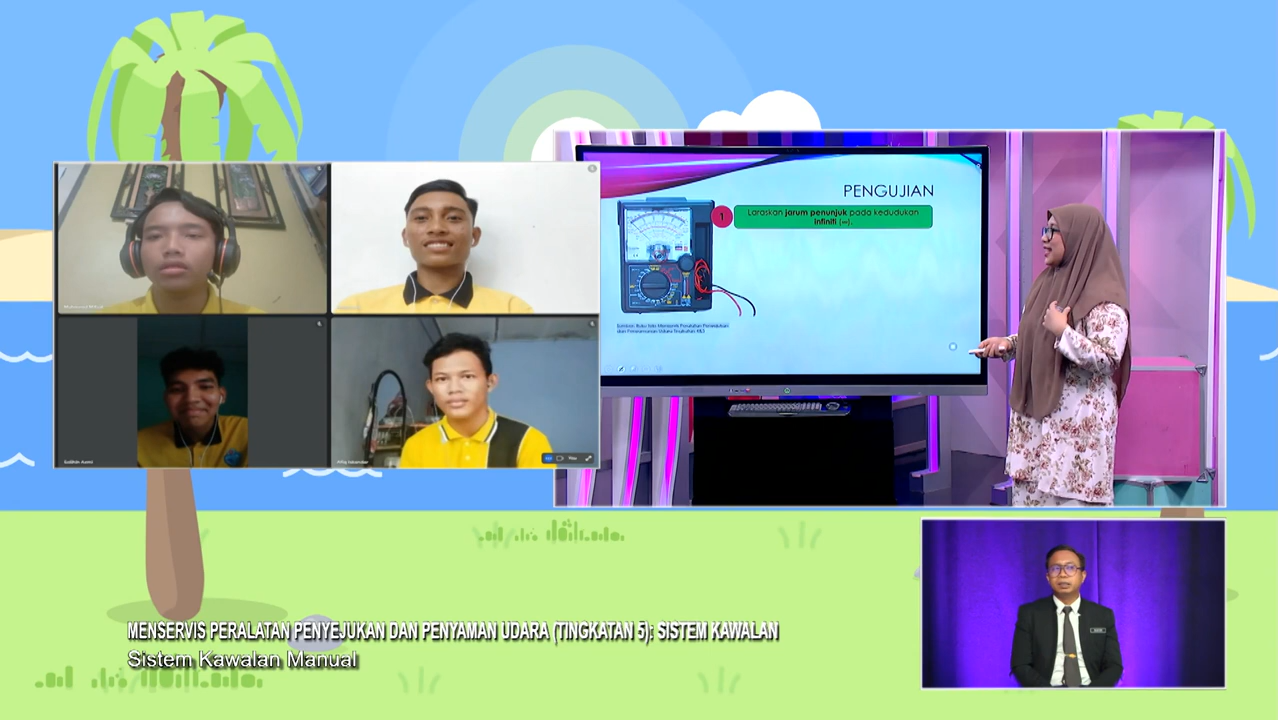 PENGUJIAN
1
Laraskan jarum penunjuk pada kedudukan
Infiniti (∞).
MENSERVIS PERALATAN PENYEJUKAN DAN PENYAMAN UDARA (TINGKATAN 5): SISTEM KAWALAN
Sistem Kawalan Manual